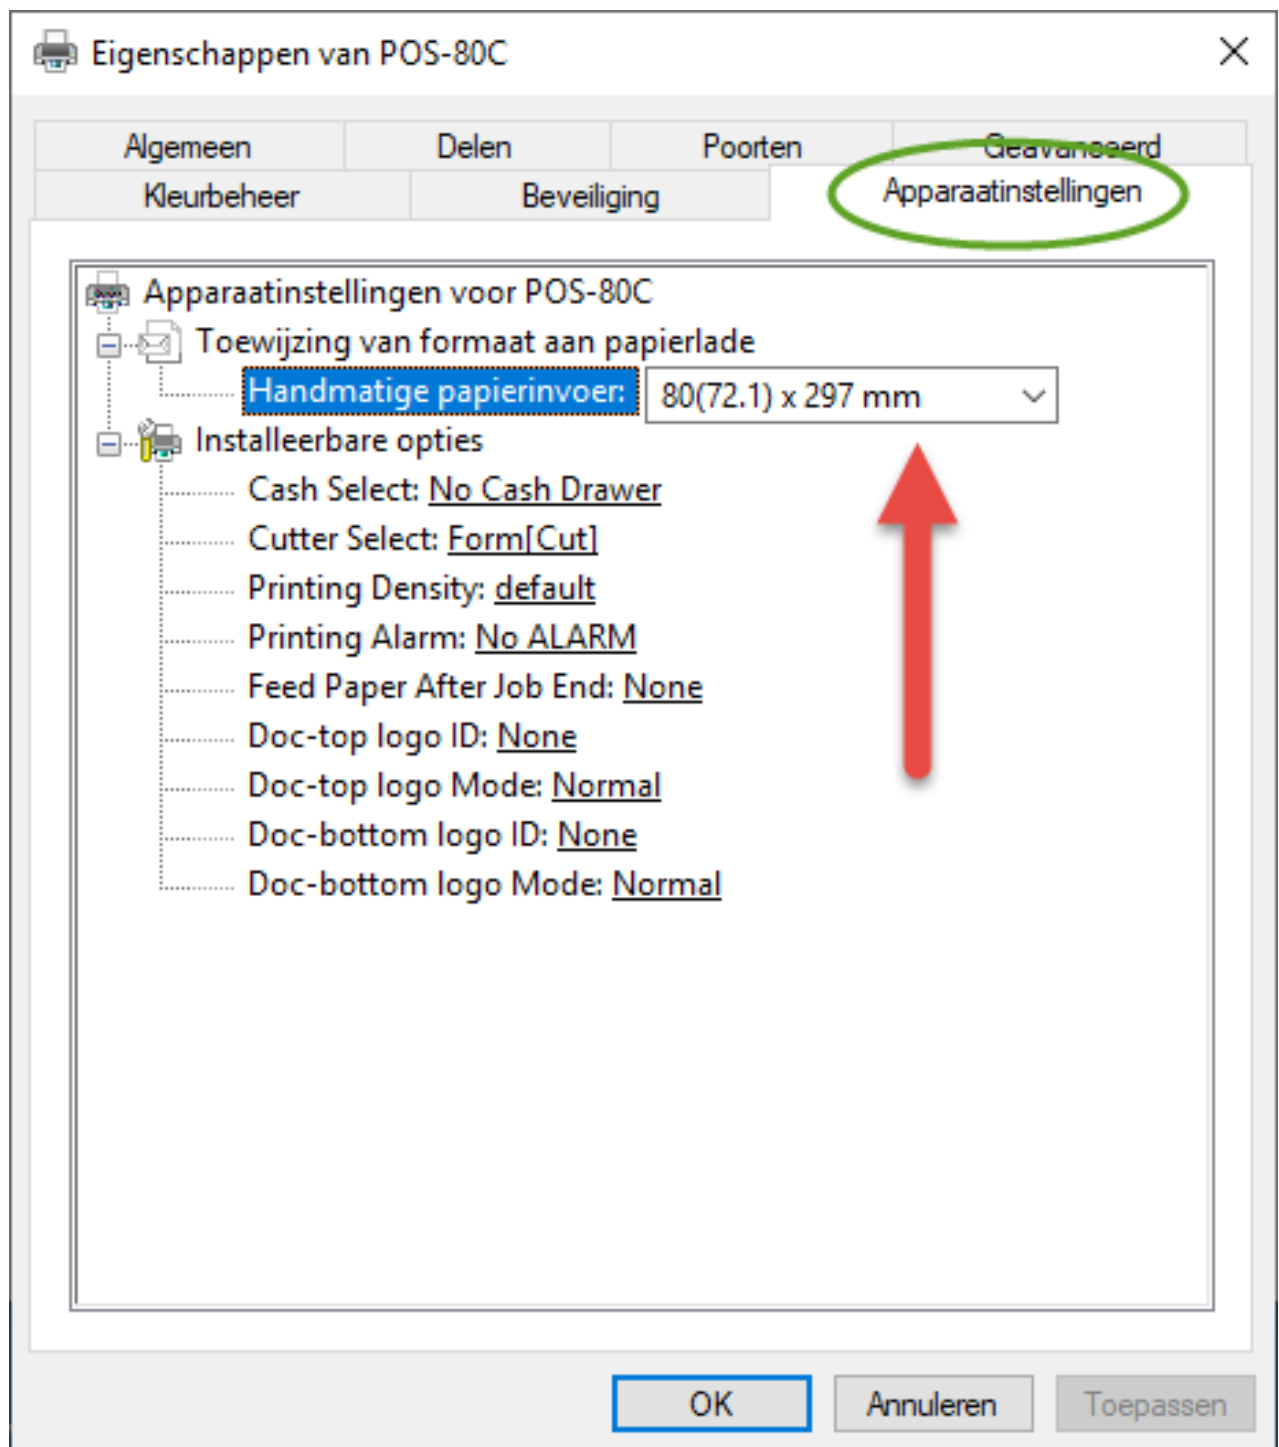 Eigenschappen van POS-80C
Algemeen Delen Poorten Geavanceerd
Kleurbeheer Beveiliging Apparaatinstellingen
Apparaatinstellingen voor POS-80C
Toewijzing van formaat aan papierlade
Handmatige papierinvoer: 80(72.1) x 297 mm
Installeerbare opties
Cash Select: No Cash Drawer
Cutter Select: Form[Cut]
Printing Density: default
Printing Alarm: No ALARM
Feed Paper After Job End: None
Doc-top logo ID: None
Doc-top logo Mode: Normal
Doc-bottom logo ID: None
Doc-bottom logo Mode: Normal
OK Annuleren Toepassen